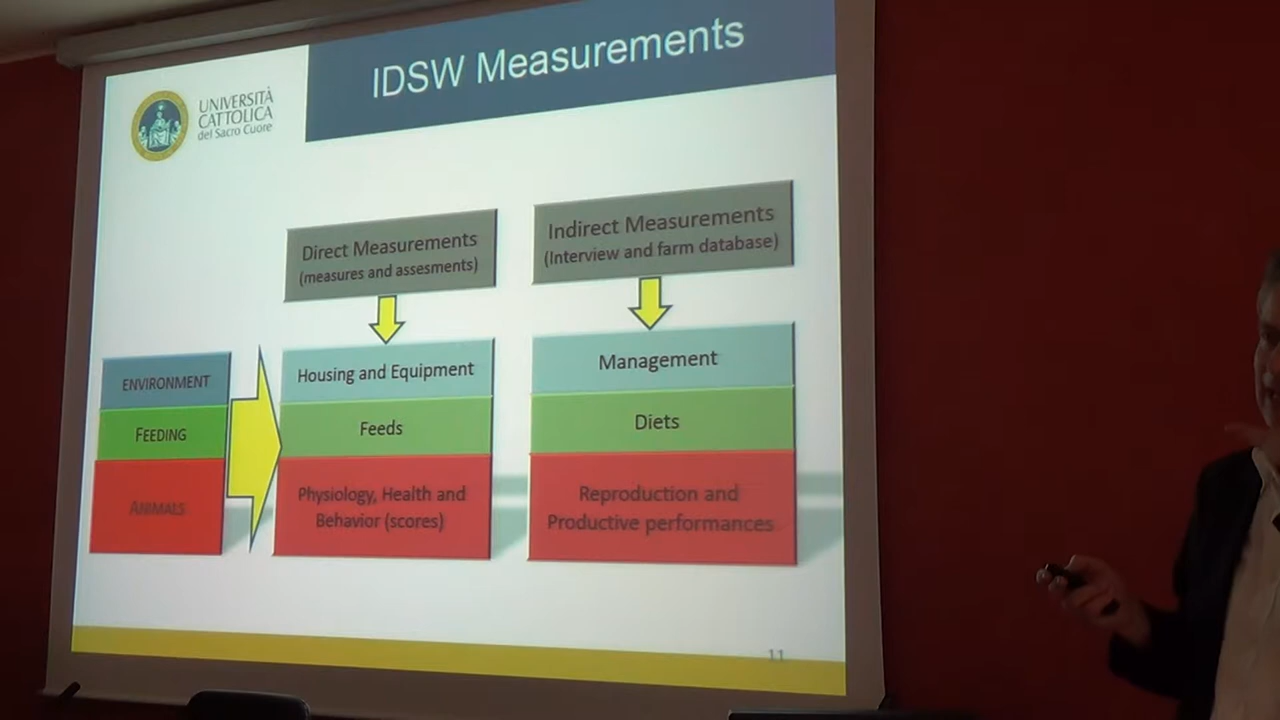 IDSW Measurements
UNIVERSITÀ
CATTOLICA
del Sacro Cuore
Direct Measurements
(measures and assesments)
Indirect Measurements
(Interview and farm database)
ENVIRONMENT
FEEDING
ANIMALS
Housing and Equipment
Feeds
Physiology, Health and
Behavior (scores)
Management
Diets
Reproduction and
Productive performances
11